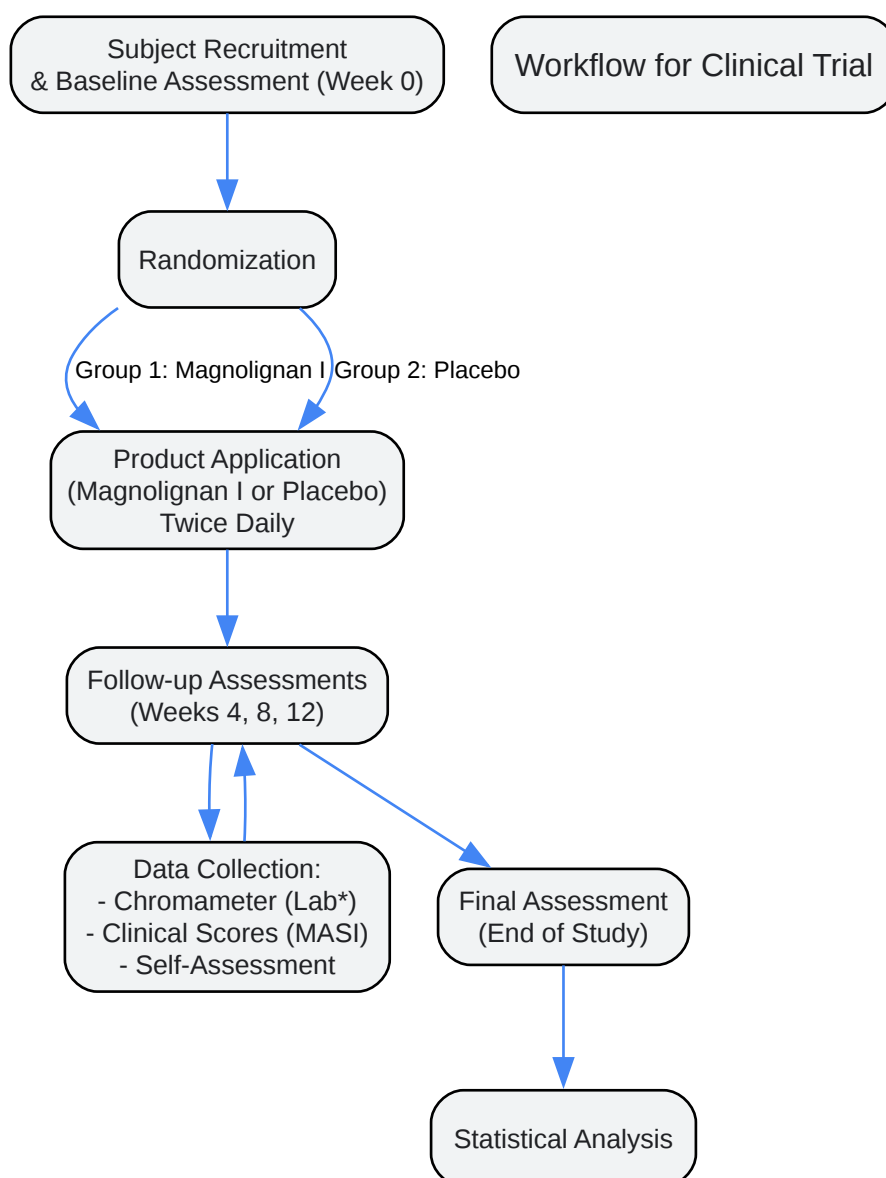 Subject Recruitment
& Baseline Assessment (Week 0)
Workflow for Clinical Trial
Randomization
Group 1: Magnolignan I
Group 2: Placebo
Product Application
(Magnolignan I or Placebo)
Twice Daily
Follow-up Assessments
(Weeks 4, 8, 12)
Data Collection:
- Chromameter (Lab*)
- Clinical Scores (MASI)
- Self-Assessment
Final Assessment
(End of Study)
Statistical Analysis